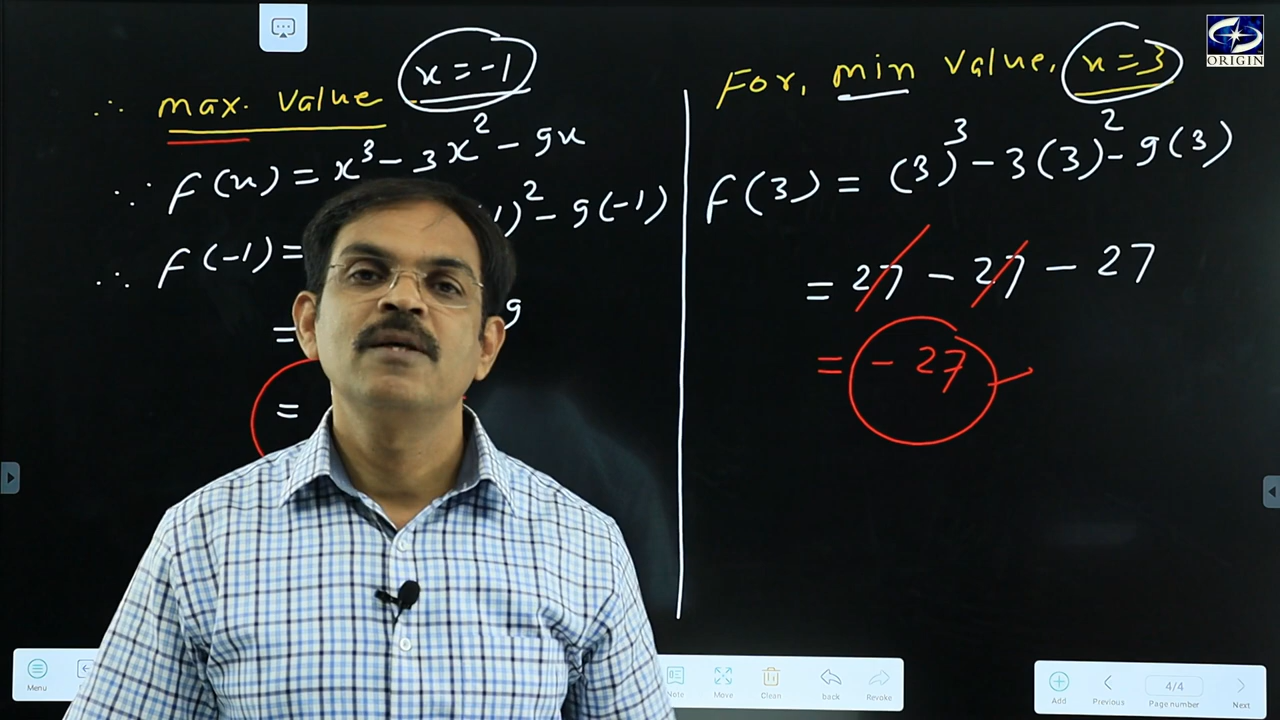 ∴ max. value x = -1
∵ f(x) = x³ - 3x² - 9x
∴ f(-1) = 1)² - 9(-1)
= 9
=
For, min value, x = 3
f(3) = (3)³ - 3(3)² - 9(3)
= 27 - 27 - 27
= - 27
ORIGIN
Menu
Note Move Clean back Revoke
Add Previous 4/4 Page number Next